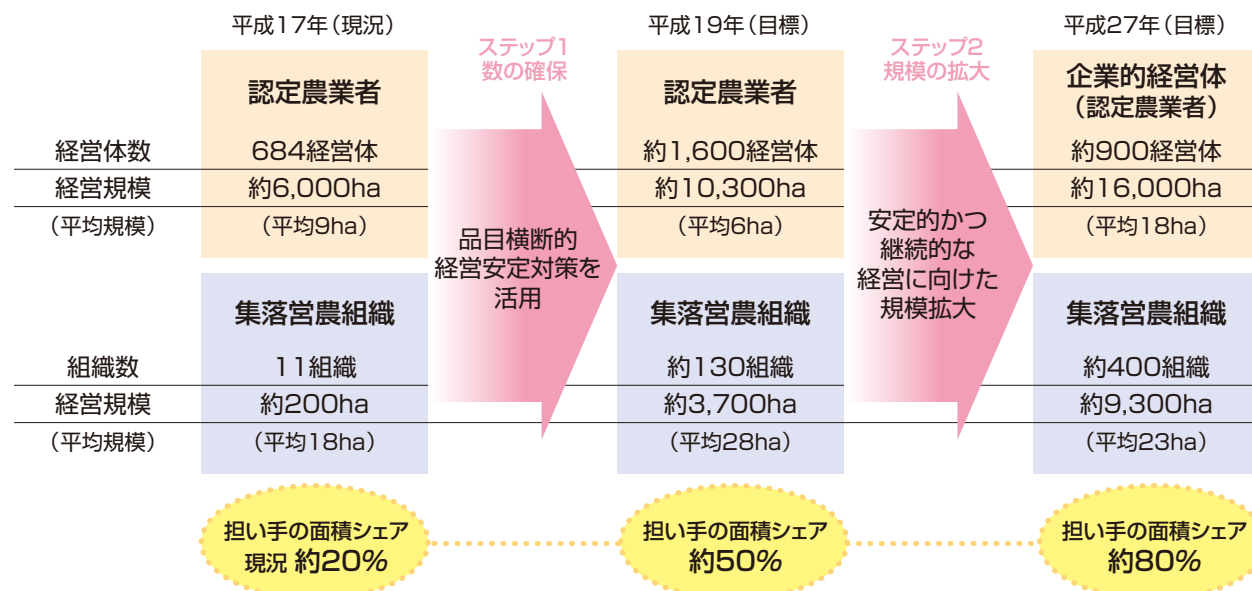 平成17年（現況）
平成19年（目標）
平成27年（目標）
ステップ1
数の確保
ステップ2
規模の拡大
認定農業者
認定農業者
企業的経営体
（認定農業者）
経営体数 684経営体 約1,600経営体 約900経営体
経営規模 約6,000ha 約10,300ha 約16,000ha
（平均規模） （平均9ha） （平均6ha） （平均18ha）
品目横断的
経営安定対策を
活用
安定的かつ
継続的な
経営に向けた
規模拡大
集落営農組織
集落営農組織
集落営農組織
組織数 11組織 約130組織 約400組織
経営規模 約200ha 約3,700ha 約9,300ha
（平均規模） （平均18ha） （平均28ha） （平均23ha）
担い手の面積シェア
現況 約20%
担い手の面積シェア
約50%
担い手の面積シェア
約80%